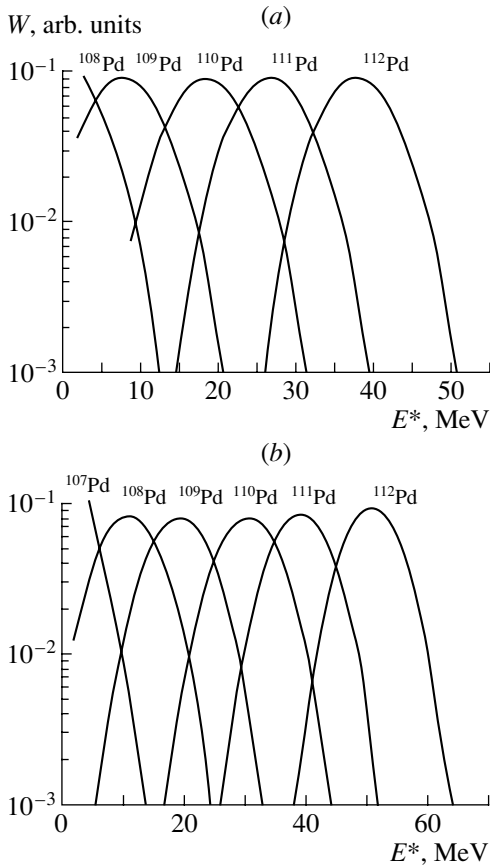 (a)
W, arb. units
¹⁰⁸Pd ¹⁰⁹Pd ¹¹⁰Pd ¹¹¹Pd ¹¹²Pd
10⁻¹
10⁻²
10⁻³
0 10 20 30 40 50
E*, MeV
(b)
¹⁰⁷Pd ¹⁰⁸Pd ¹⁰⁹Pd ¹¹⁰Pd ¹¹¹Pd ¹¹²Pd
10⁻¹
10⁻²
10⁻³
0 20 40 60
E*, MeV